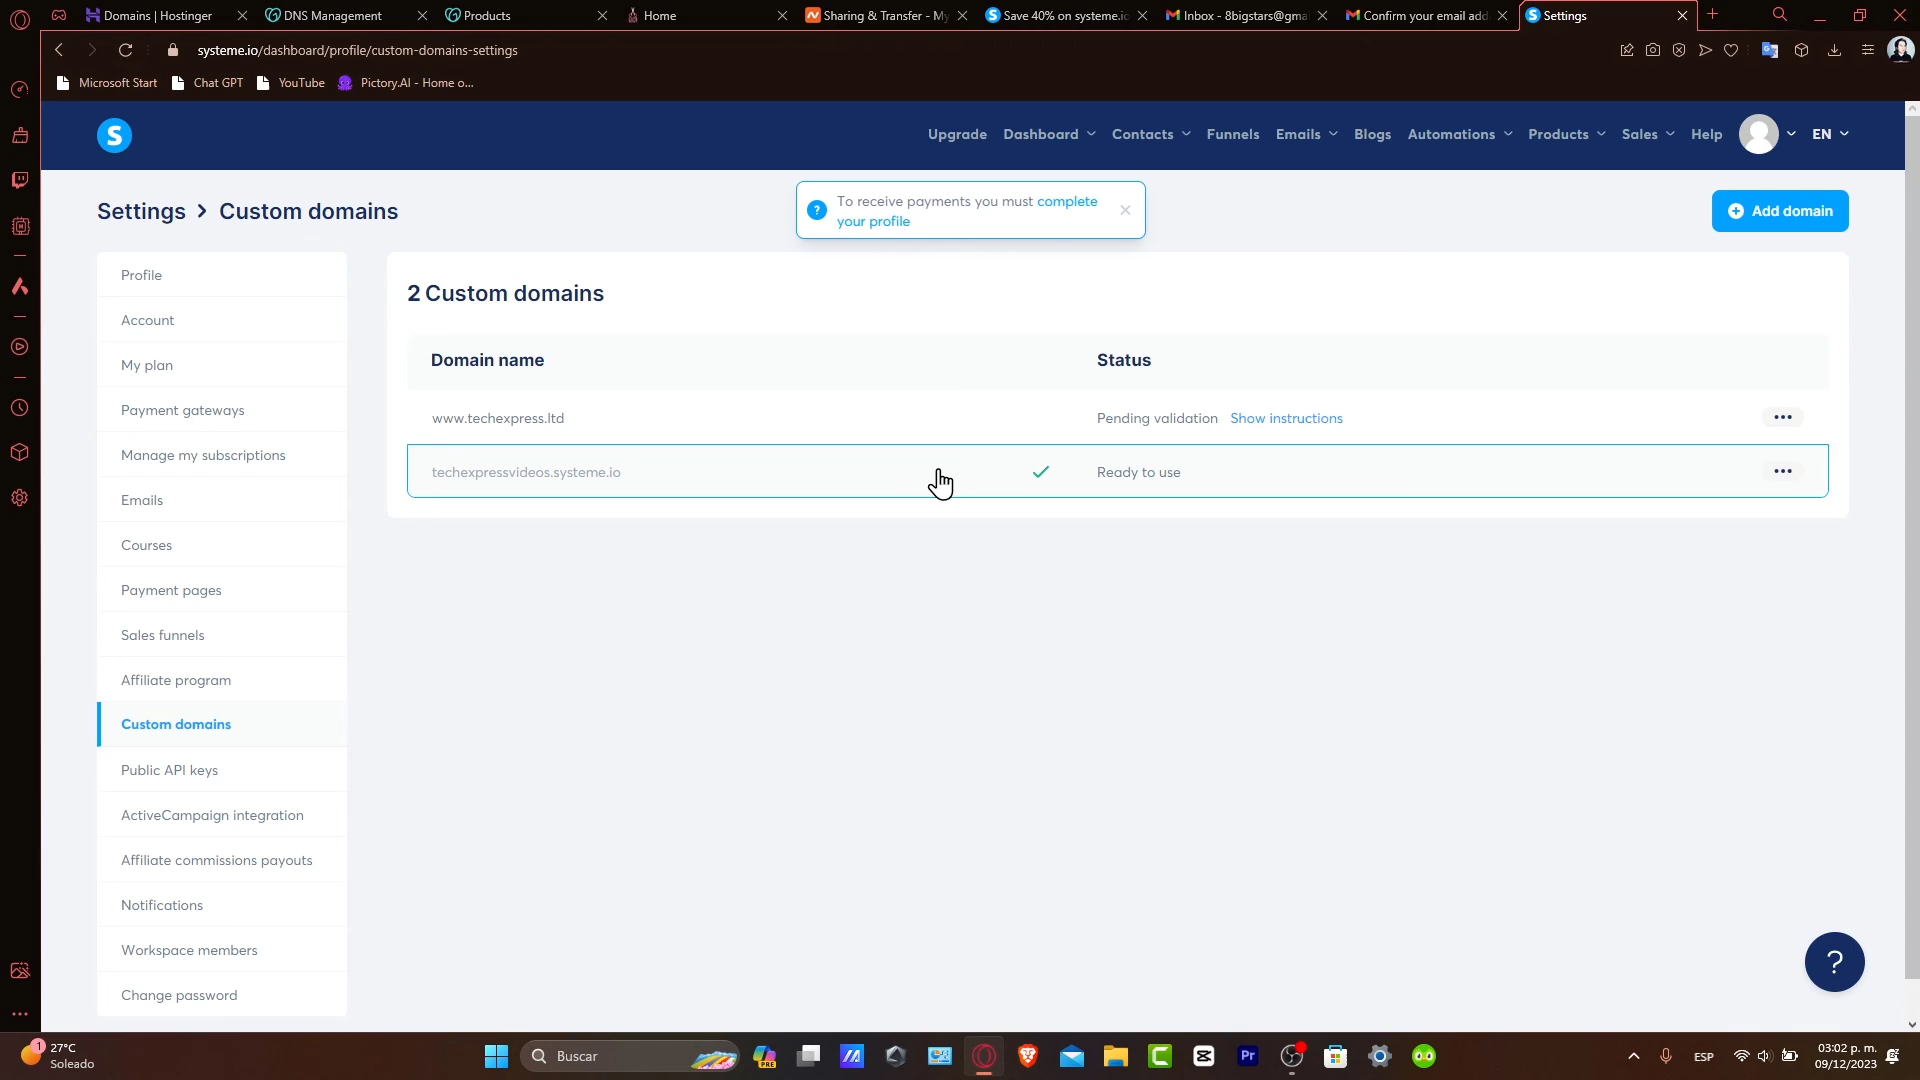 Domains | Hostinger
DNS Management
Products
Home
Sharing & Transfer - My
Save 40% on systeme.io
Inbox - 8bigstars@gma
Confirm your email add
Settings
systeme.io/dashboard/profile/custom-domains-settings
Microsoft Start
Chat GPT
YouTube
Pictory.AI - Home o...
S
Upgrade
Dashboard
Contacts
Funnels
Emails
Blogs
Automations
Products
Sales
Help
EN
Settings > Custom domains
? To receive payments you must complete
your profile
Add domain
Profile
Account
My plan
Payment gateways
Manage my subscriptions
Emails
Courses
Payment pages
Sales funnels
Affiliate program
Custom domains
Public API keys
ActiveCampaign integration
Affiliate commissions payouts
Notifications
Workspace members
Change password
2 Custom domains
Domain name Status
www.techexpress.ltd Pending validation Show instructions
techexpressvideos.systeme.io Ready to use
?
1
27°C
Soleado
Buscar
PRE
Pr
ESP
03:02 p. m.
09/12/2023